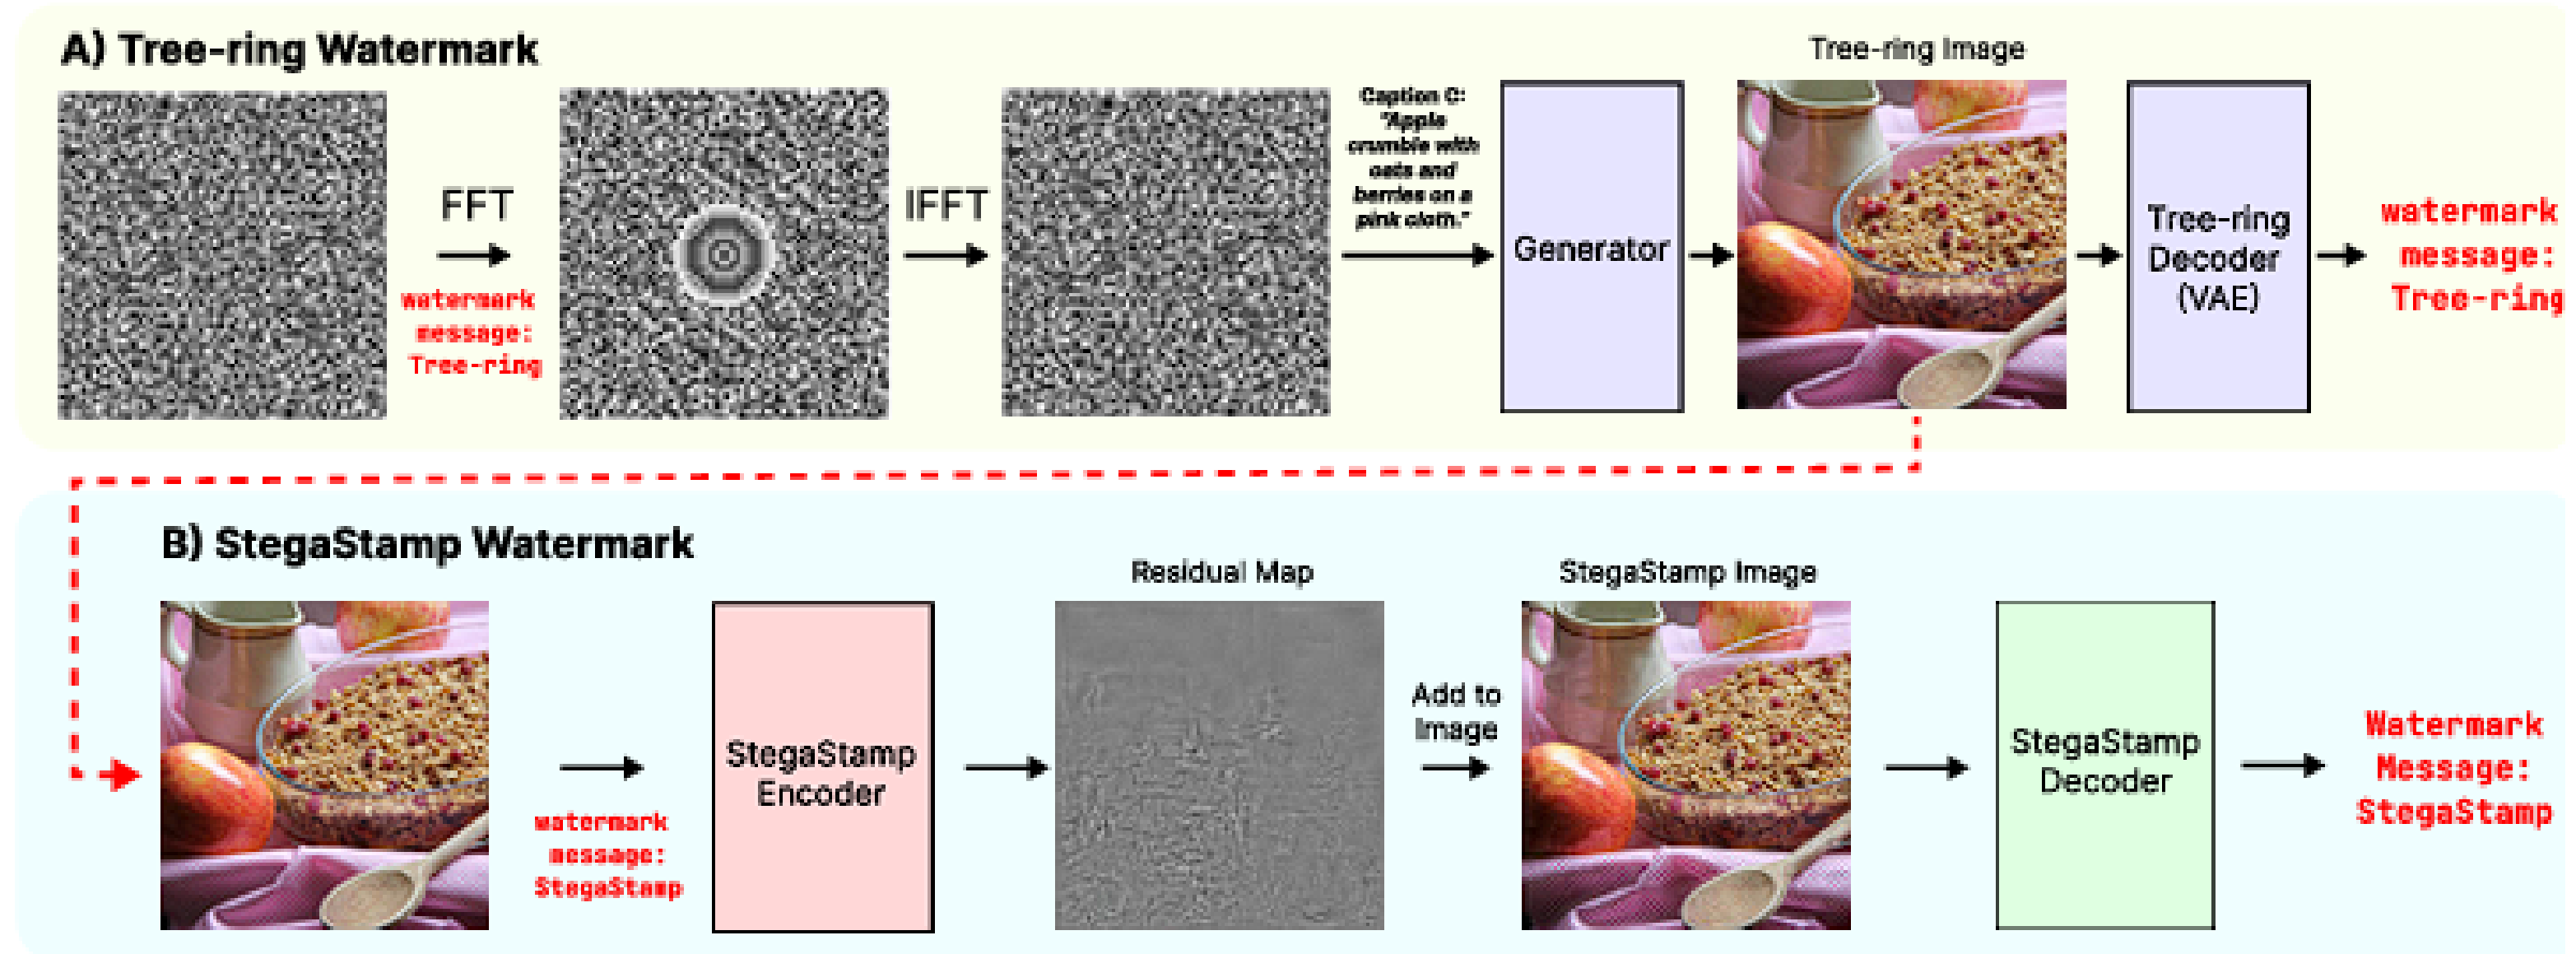 A) Tree-ring Watermark
Tree-ring Image
FFT
watermark
message:
Tree-ring
IFFT
Caption C:
"Apple
crumble with
oats and
berries on a
pink cloth."
Generator
Tree-ring
Decoder
(VAE)
watermark
message:
Tree-ring
B) StegaStamp Watermark
watermark
message:
StegaStamp
StegaStamp
Encoder
Residual Map
Add to
Image
StegaStamp Image
StegaStamp
Decoder
Watermark
Message:
StegaStamp